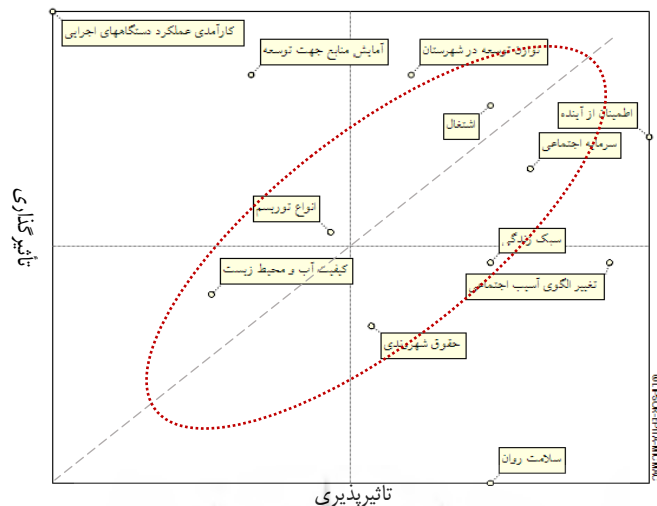 کارآمدی عملکرد دستگاههای اجرایی
آمایش منابع جهت توسعه
توازن توسعه در شهرستان
اشتغال
اطمینان از آینده
سرمایه اجتماعی
انواع توریسم
سبک زندگی
کیفیت آب و محیط زیست
تغییر الگوی آسیب اجتماعی
حقوق شهروندی
سلامت روان
تأثیرگذاری
تاثیرپذیری